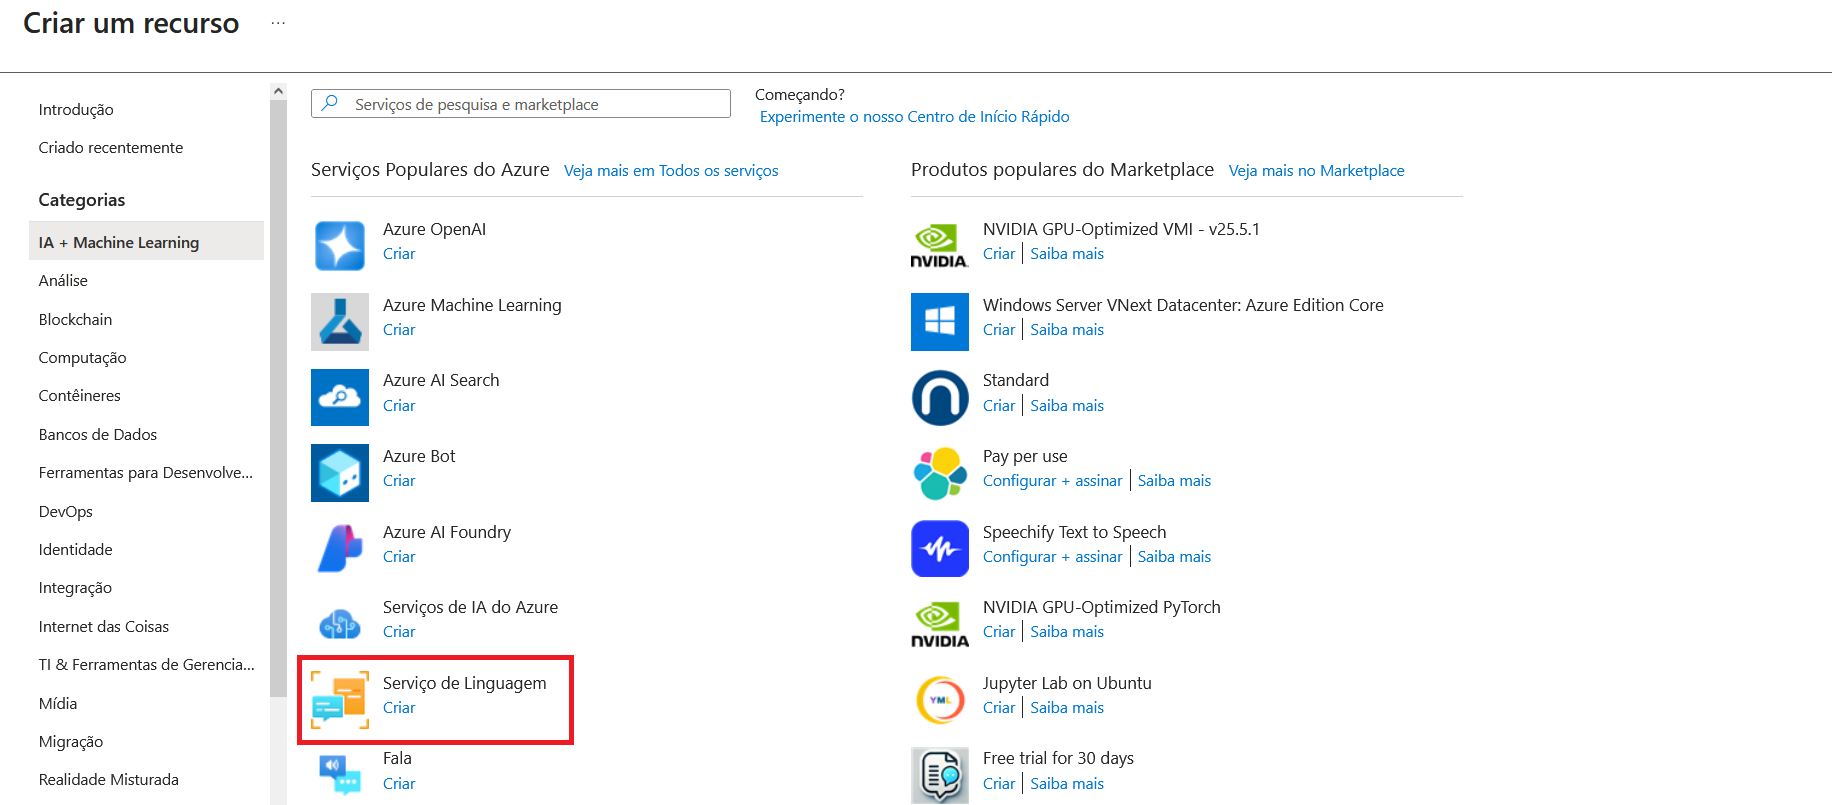 Criar um recurso ...
Introdução
Criado recentemente
Categorias
IA + Machine Learning
Análise
Blockchain
Computação
Contêineres
Bancos de Dados
Ferramentas para Desenvolve...
DevOps
Identidade
Integração
Internet das Coisas
TI & Ferramentas de Gerencia...
Mídia
Migração
Realidade Misturada
Serviços de pesquisa e marketplace
Começando?
Experimente o nosso Centro de Início Rápido
Serviços Populares do Azure Veja mais em Todos os serviços
Azure OpenAI
Criar
Azure Machine Learning
Criar
Azure AI Search
Criar
Azure Bot
Criar
Azure AI Foundry
Criar
Serviços de IA do Azure
Criar
Serviço de Linguagem
Criar
Fala
Criar
Produtos populares do Marketplace Veja mais no Marketplace
NVIDIA
NVIDIA GPU-Optimized VMI - v25.5.1
Criar | Saiba mais
Windows Server VNext Datacenter: Azure Edition Core
Criar | Saiba mais
Standard
Criar | Saiba mais
Pay per use
Configurar + assinar | Saiba mais
Speechify Text to Speech
Configurar + assinar | Saiba mais
NVIDIA
NVIDIA GPU-Optimized PyTorch
Criar | Saiba mais
YML
Jupyter Lab on Ubuntu
Criar | Saiba mais
Free trial for 30 days
Criar | Saiba mais